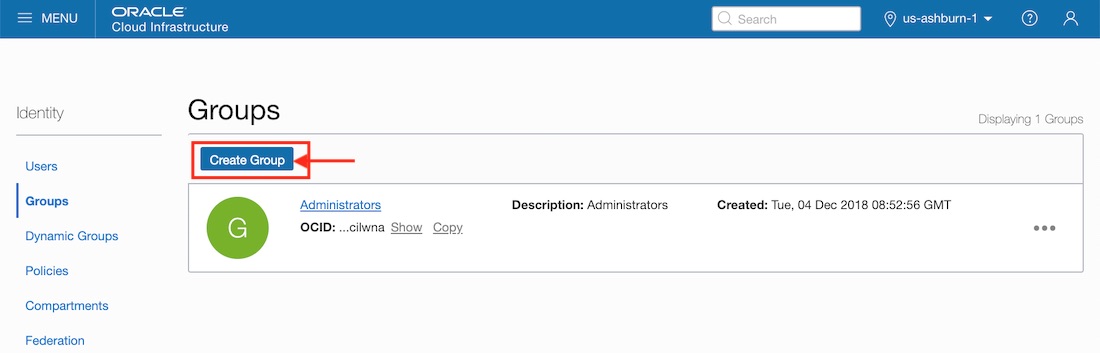 MENU
ORACLE
Cloud Infrastructure
Search
us-ashburn-1
Identity
Groups
Displaying 1 Groups
Users
Groups
Dynamic Groups
Policies
Compartments
Federation
Create Group
G
Administrators
Description: Administrators
Created: Tue, 04 Dec 2018 08:52:56 GMT
OCID: ...cilwna Show Copy